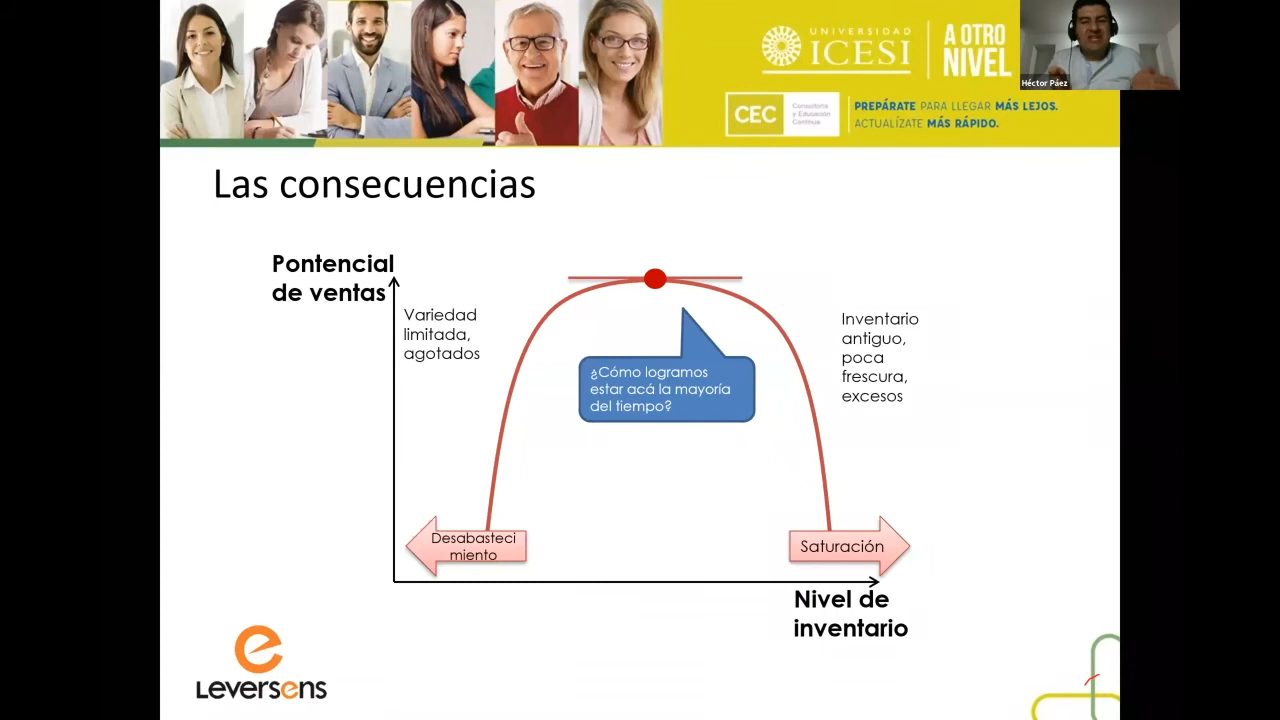 UNIVERSIDAD
ICESI
A OTRO
NIVEL
Héctor Páez
CEC
Consultoría
y Educación
Continua
PREPÁRATE PARA LLEGAR MÁS LEJOS.
ACTUALÍZATE MÁS RÁPIDO.
Las consecuencias
Pontencial
de ventas
Variedad
limitada,
agotados
Inventario
antiguo,
poca
frescura,
excesos
¿Cómo logramos
estar acá la mayoría
del tiempo?
Desabasteci
miento
Saturación
Nivel de
inventario
Leversens